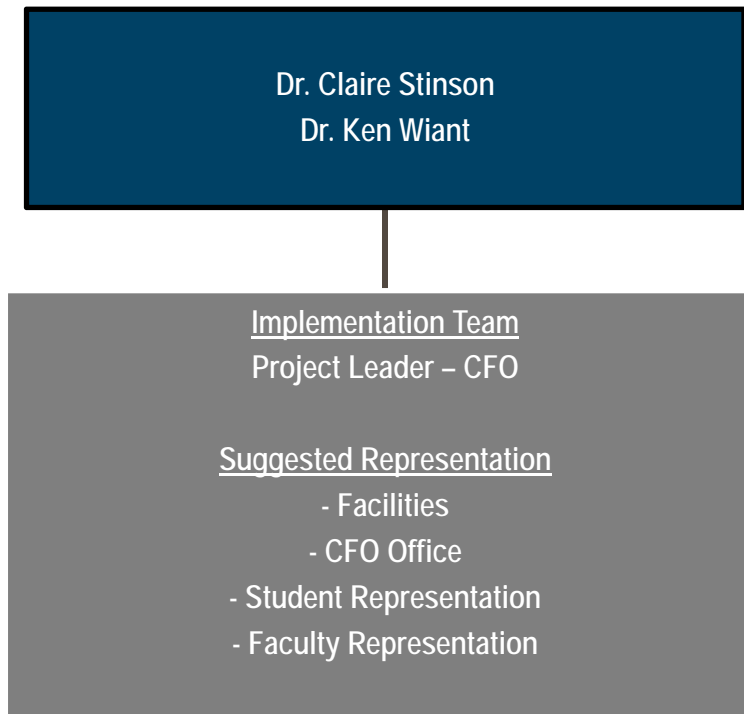 Dr. Claire Stinson
Dr. Ken Wiant
Implementation Team
Project Leader – CFO
Suggested Representation
- Facilities
- CFO Office
- Student Representation
- Faculty Representation